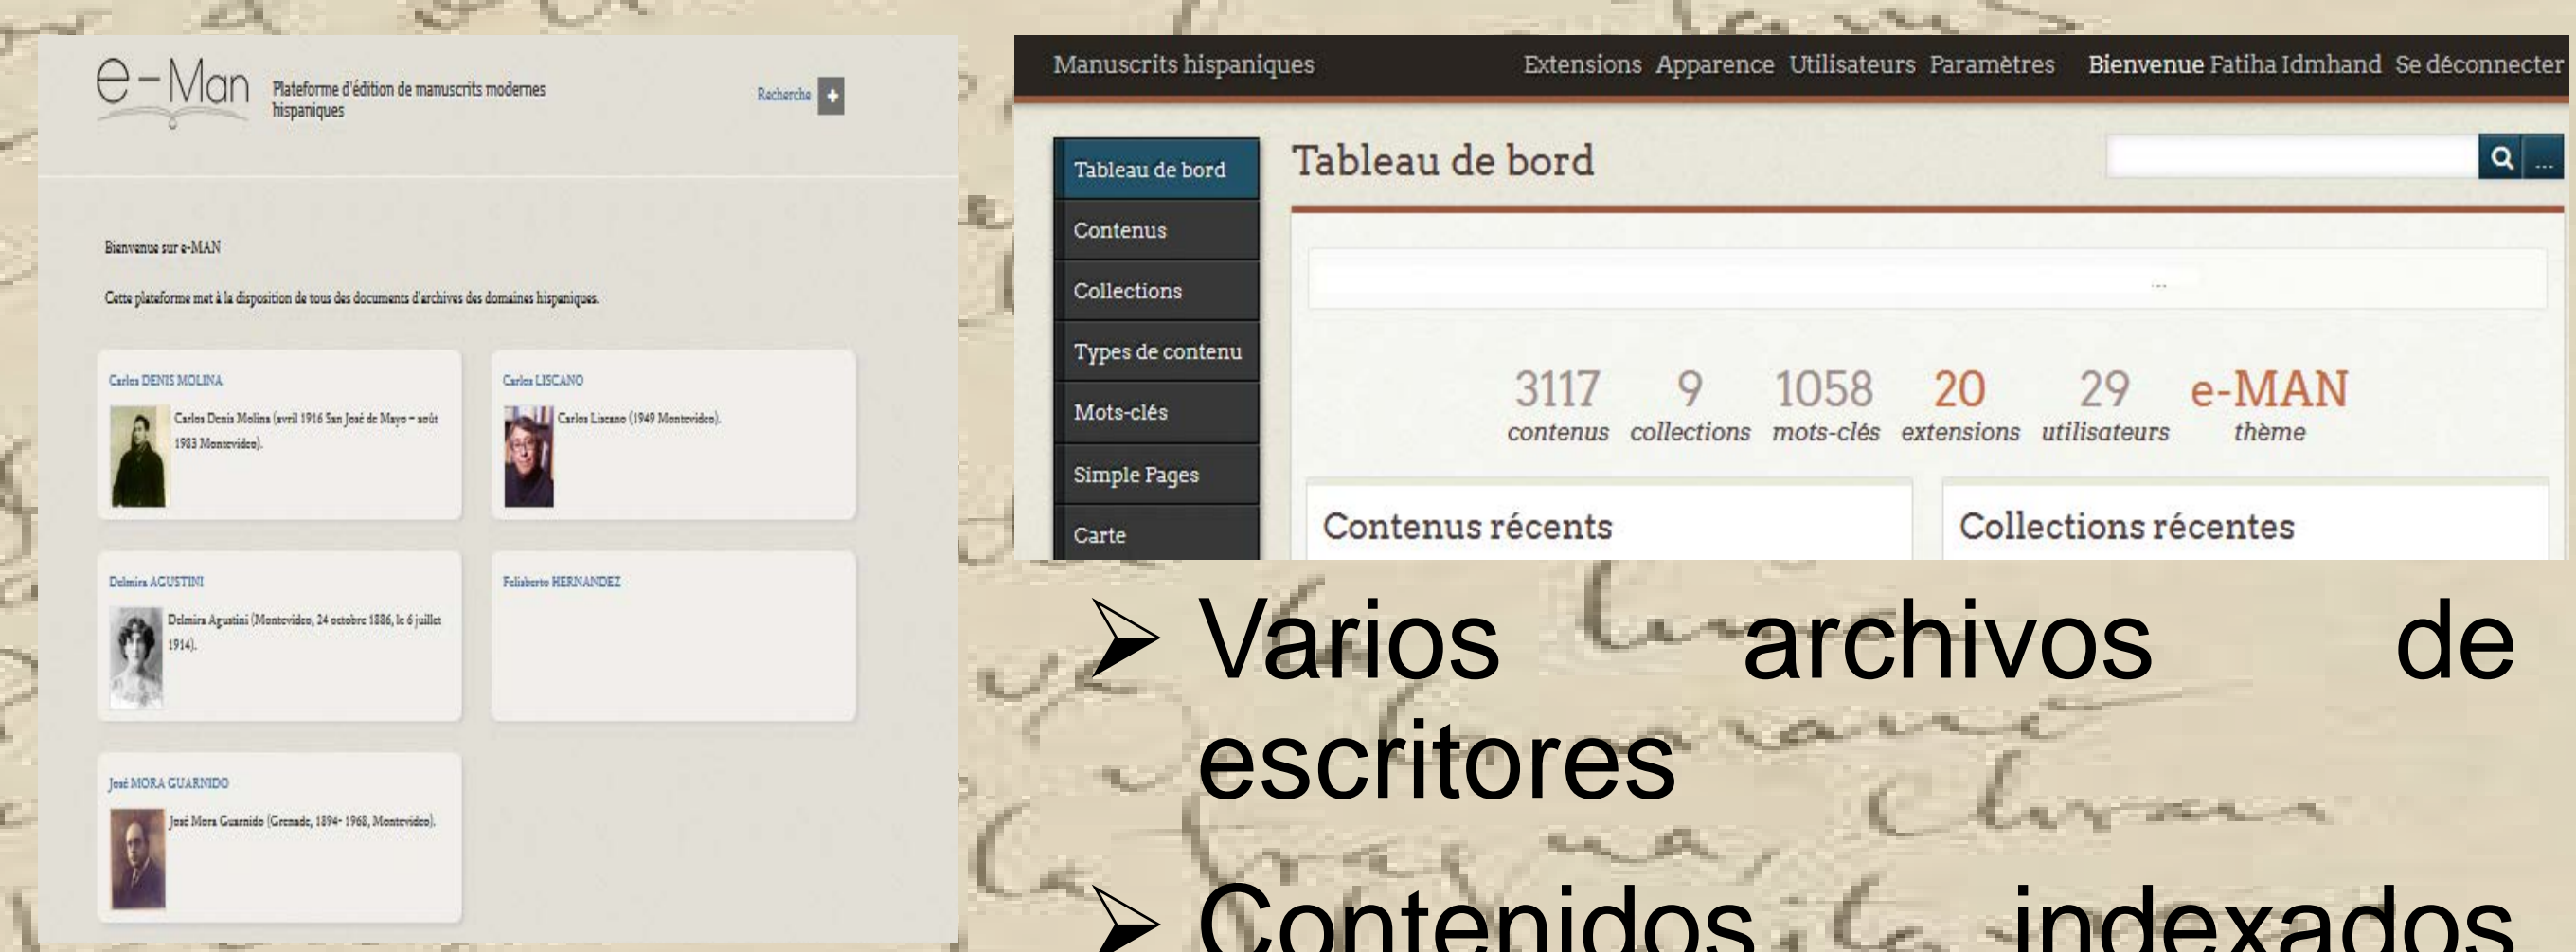 e-Man
Plateforme d'édition de manuscrits modernes
hispaniques
Recherche +
Bienvenue sur e-MAN
Cette plateforme met à la disposition de tous des documents d'archives des domaines hispaniques.
Carlos DENIS MOLINA
Carlos Denis Molina (avril 1916 San José de Mayo – août
1983 Montevideo).
Carlos LISCANO
Carlos Liscano (1949 Montevideo).
Delmira AGUSTINI
Delmira Agustini (Montevideo, 24 octobre 1886, le 6 juillet
1914).
Felisberto HERNANDEZ
José MORA GUARNIDO
José Mora Guarnido (Grenade, 1894- 1968, Montevideo).
Manuscrits hispaniques Extensions Apparence Utilisateurs Paramètres Bienvenue Fatiha Idmhand Se déconnecter
Tableau de bord
Contenus
Collections
Types de contenu
Mots-clés
Simple Pages
Carte
Tableau de bord
...
...
3117 9 1058 20 29 e-MAN
contenus collections mots-clés extensions utilisateurs thème
Contenus récents
Collections récentes
➢ Varios archivos de
escritores
➢ Contenidos indexados